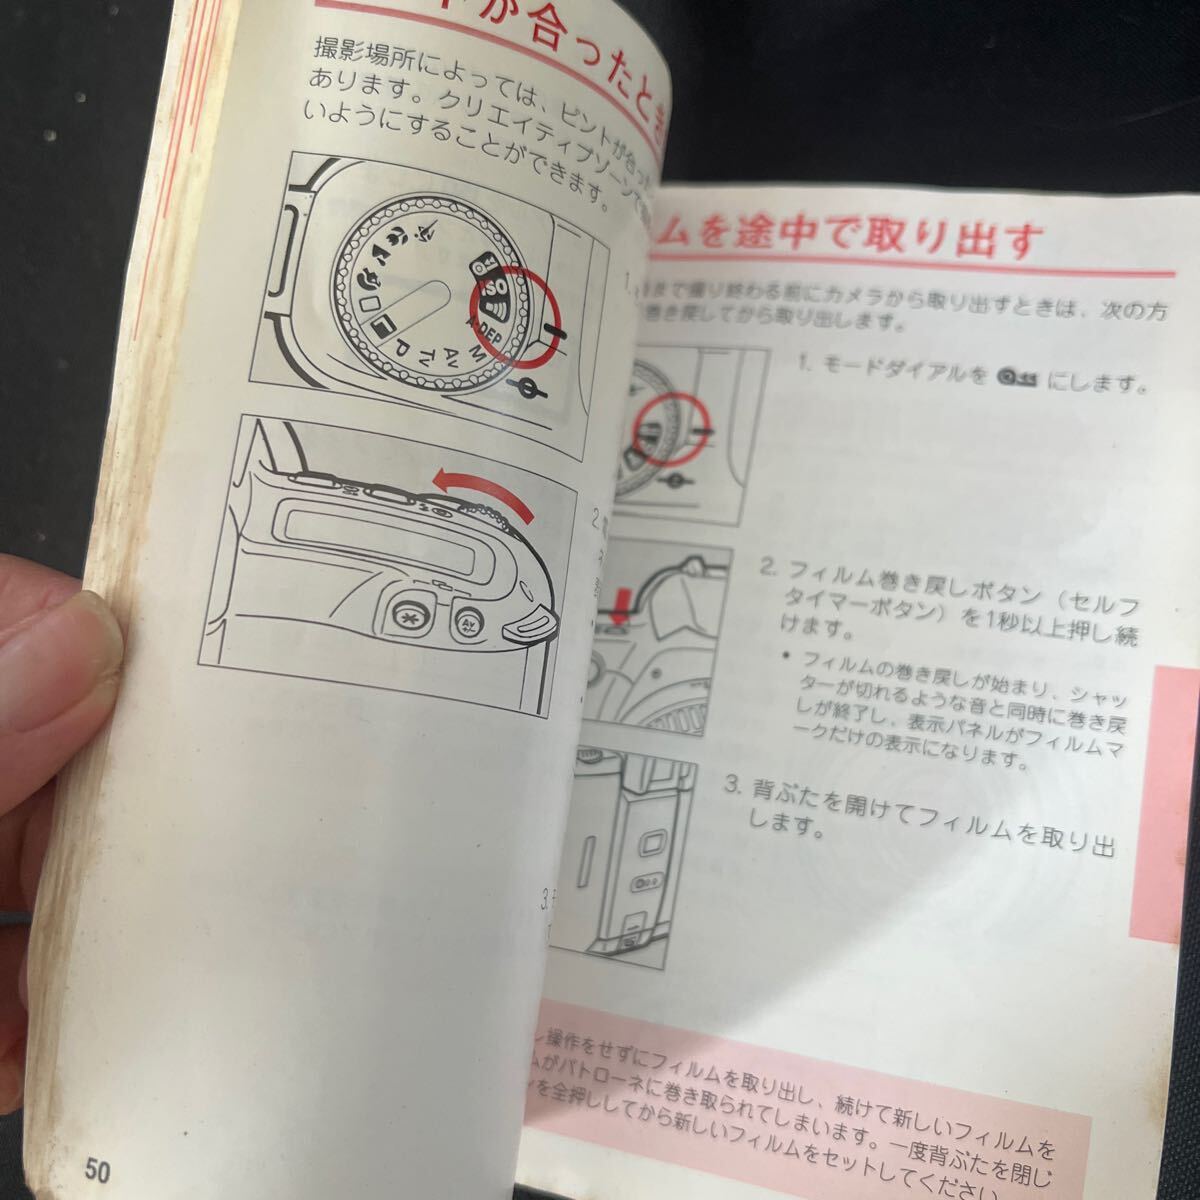 が合ったとき
撮影場所によっては、ピントが合った
あります。クリエイティブゾーンで
いようにすることができます。
ISO
A-DEP
M
Av
Tv
P
1.
2.
AV
+/-
3.
50
ムを途中で取り出す
まで撮り終わる前にカメラから取り出すときは、次の方
巻き戻してから取り出します。
1. モードダイアルを にします。
2. フィルム巻き戻しボタン（セルフ
タイマーボタン）を1秒以上押し続
けます。
• フィルムの巻き戻しが始まり、シャッ
ターが切れるような音と同時に巻き戻
しが終了し、表示パネルがフィルムマ
ークだけの表示になります。
3. 背ぶたを開けてフィルムを取り出
します。
し操作をせずにフィルムを取り出し、続けて新しいフィルムを
ムがパトローネに巻き取られてしまいます。一度背ぶたを閉じ
ンを全押ししてから新しいフィルムをセットしてください